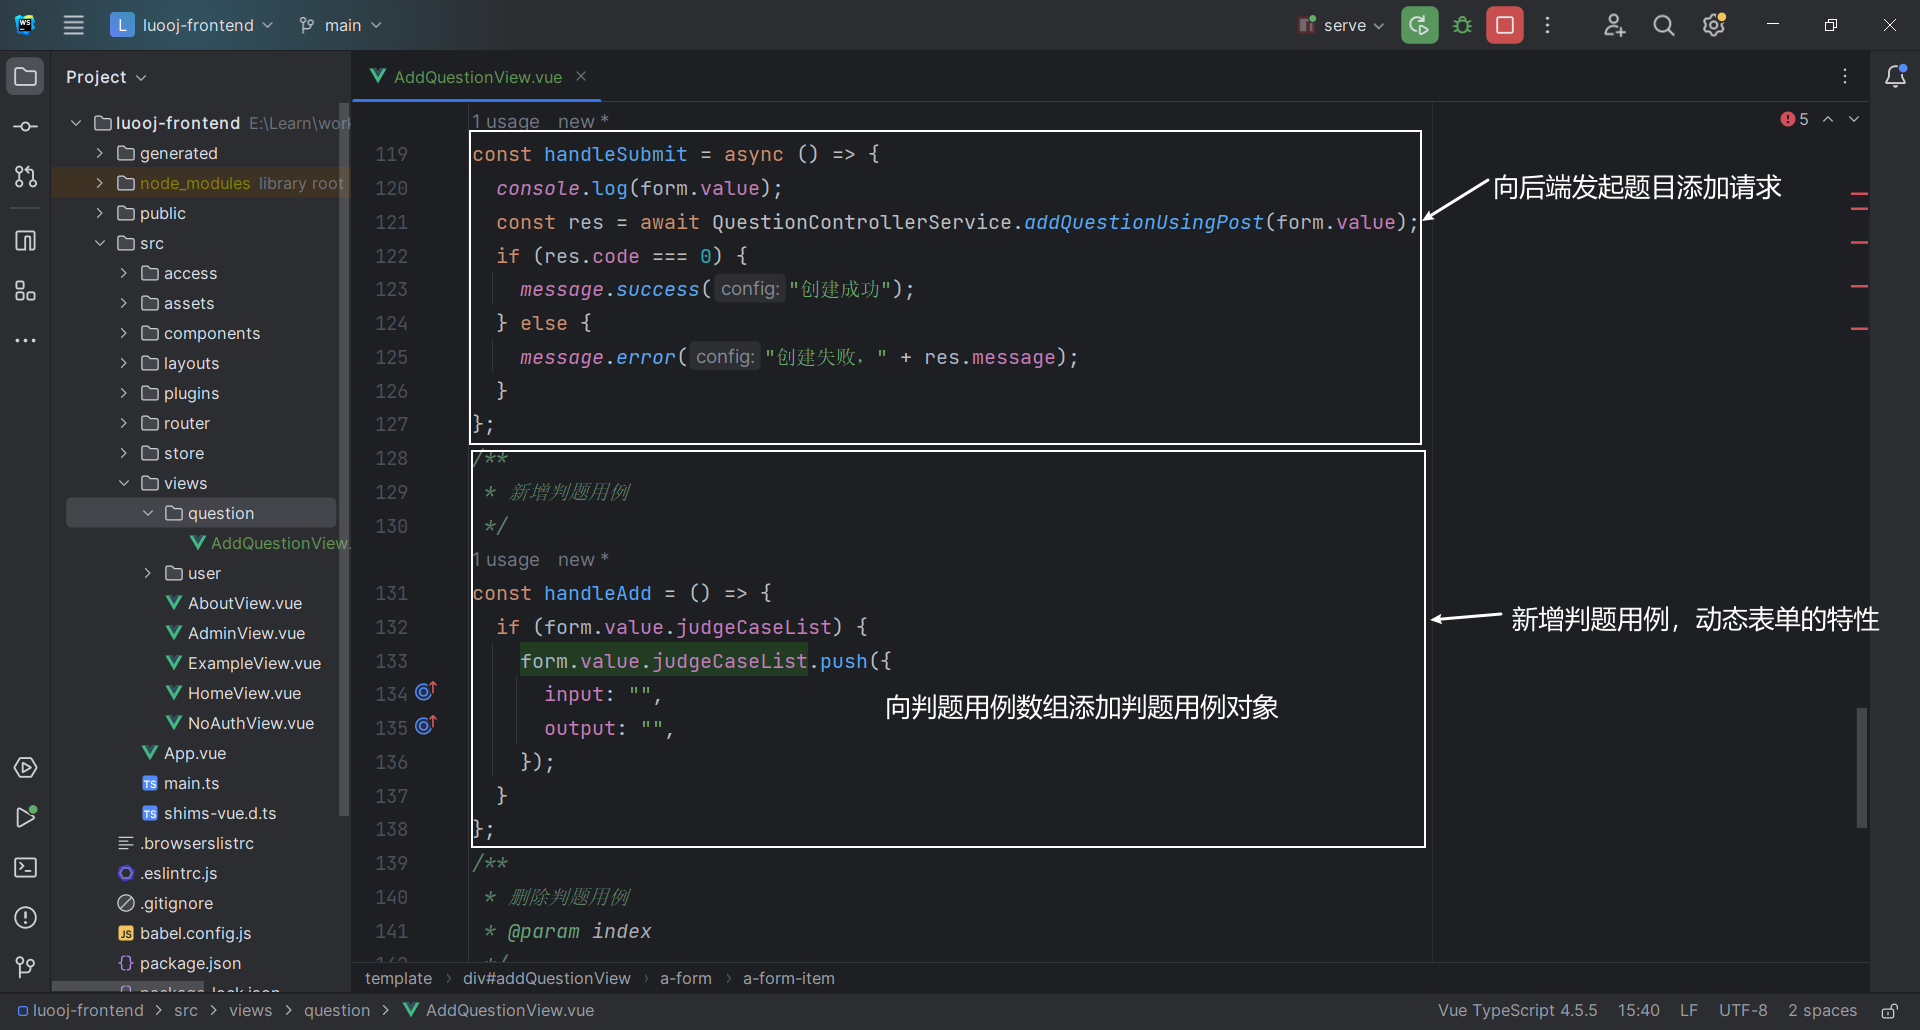 L luooj-frontend
main
serve
Project
luooj-frontend E:\Learn\work
generated
node_modules library root
public
src
access
assets
components
layouts
plugins
router
store
views
question
AddQuestionView.
user
AboutView.vue
AdminView.vue
ExampleView.vue
HomeView.vue
NoAuthView.vue
App.vue
main.ts
shims-vue.d.ts
.browserslistrc
.eslintrc.js
.gitignore
babel.config.js
package.json
AddQuestionView.vue
5
1 usage new *
119 const handleSubmit = async () => {
120 console.log(form.value);
121 const res = await QuestionControllerService.addQuestionUsingPost(form.value);
122 if (res.code === 0) {
123 message.success( config: "创建成功");
124 } else {
125 message.error( config: "创建失败，" + res.message);
126 }
127 };
128 /**
129 * 新增判题用例
130 */
1 usage new *
131 const handleAdd = () => {
132 if (form.value.judgeCaseList) {
133 form.value.judgeCaseList.push({
134 input: "",
135 output: "",
136 });
137 }
138 };
139 /**
140 * 删除判题用例
141 * @param index
向后端发起题目添加请求
新增判题用例，动态表单的特性
向判题用例数组添加判题用例对象
template › div#addQuestionView › a-form › a-form-item
luooj-frontend > src > views > question > AddQuestionView.vue
Vue TypeScript 4.5.5 15:40 LF UTF-8 2 spaces